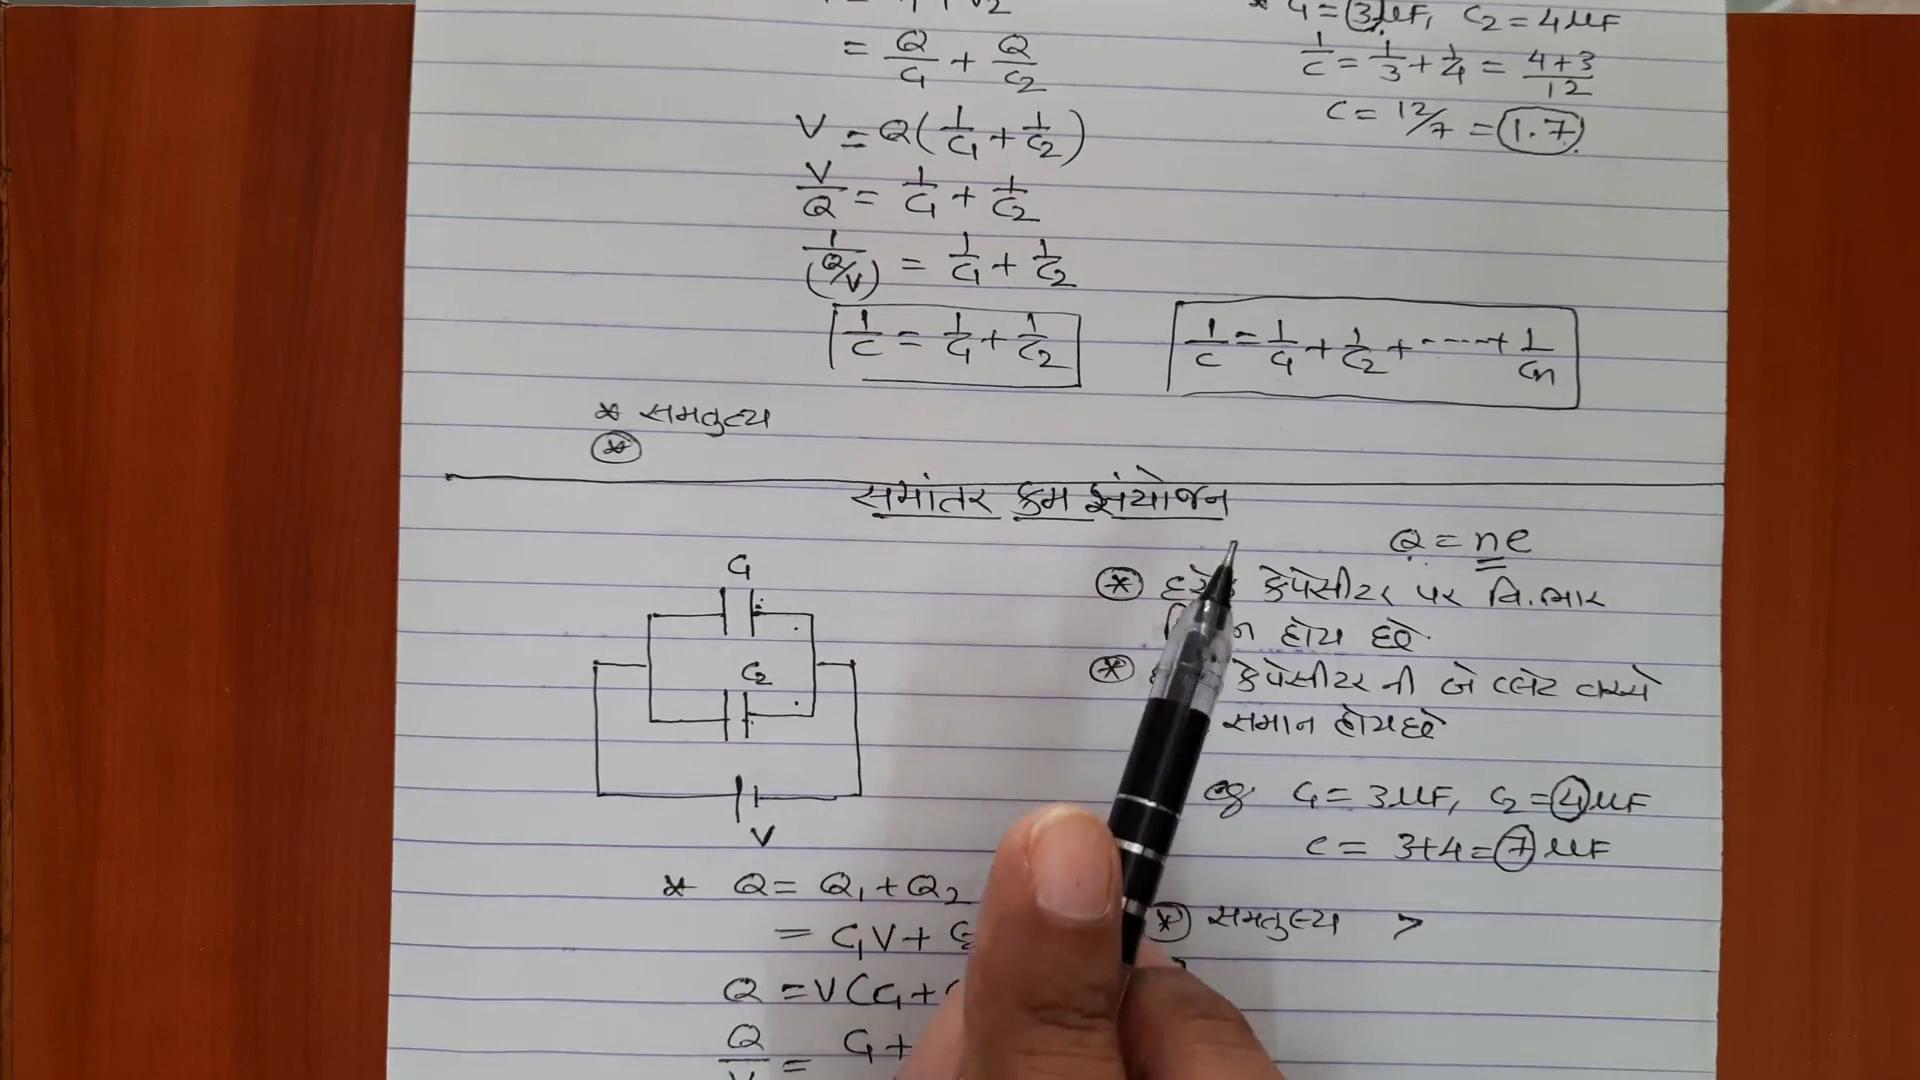 = Q/C1 + Q/C2
V = Q(1/C1 + 1/C2)
V/Q = 1/C1 + 1/C2
1/(Q/V) = 1/C1 + 1/C2
1/C = 1/C1 + 1/C2
* C1 = 3μF, C2 = 4μF
1/C = 1/3 + 1/4 = 4+3/12
C = 12/7 = 1.7
1/C = 1/C1 + 1/C2 + ----+ 1/Cn
* સમતુલ્ય
*
સમાંતર ક્રમ સંયોજન
C1
C2
V
Q = ne
* કેપેસીટર પર વિ.ભાર
હોય છે.
* કેપેસીટર ની બે પ્લેટ વચ્ચે
સમાન હોય છે
eg. C1 = 3μF, C2 = 4μF
C = 3+4 = 7μF
* સમતુલ્ય >
* Q = Q1 + Q2
= C1V +
Q = V(C1 +
Q/V = C1 +